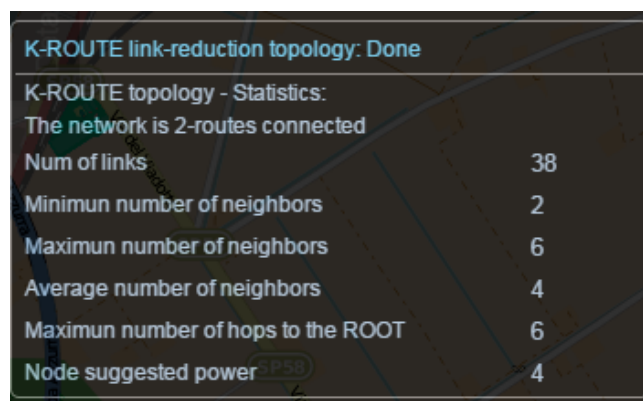 K-ROUTE link-reduction topology: Done
K-ROUTE topology - Statistics:
The network is 2-routes connected
Num of links 38
Minimun number of neighbors 2
Maximun number of neighbors 6
Average number of neighbors 4
Maximun number of hops to the ROOT 6
Node suggested power 4
SP58